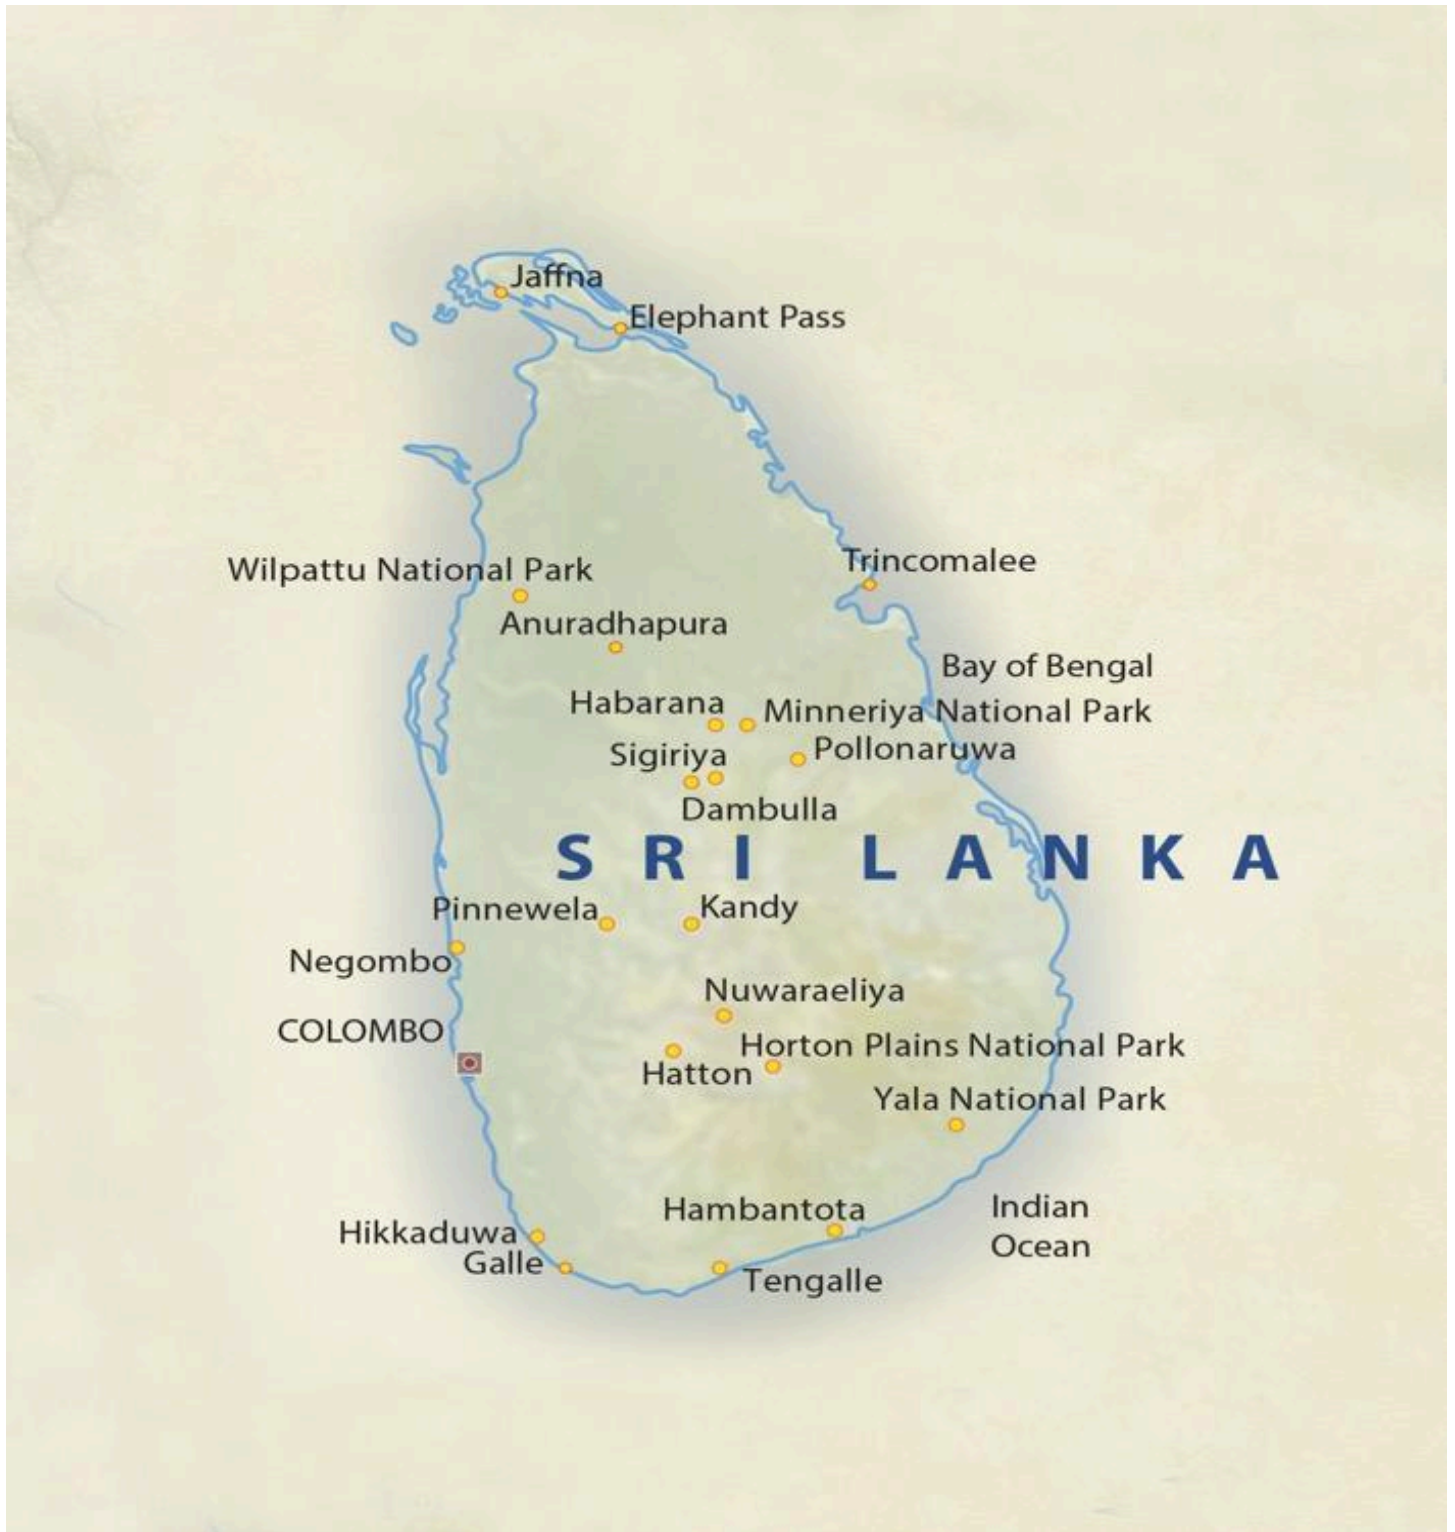 Jaffna
Elephant Pass
Trincomalee
Wilpattu National Park
Anuradhapura
Bay of Bengal
Habarana
Minneriya National Park
Pollonaruwa
Sigiriya
Dambulla
SRI LANKA
Pinnewela
Kandy
Negombo
Nuwaraeliya
COLOMBO
Horton Plains National Park
Hatton
Yala National Park
Hambantota
Indian
Ocean
Hikkaduwa
Galle
Tengalle